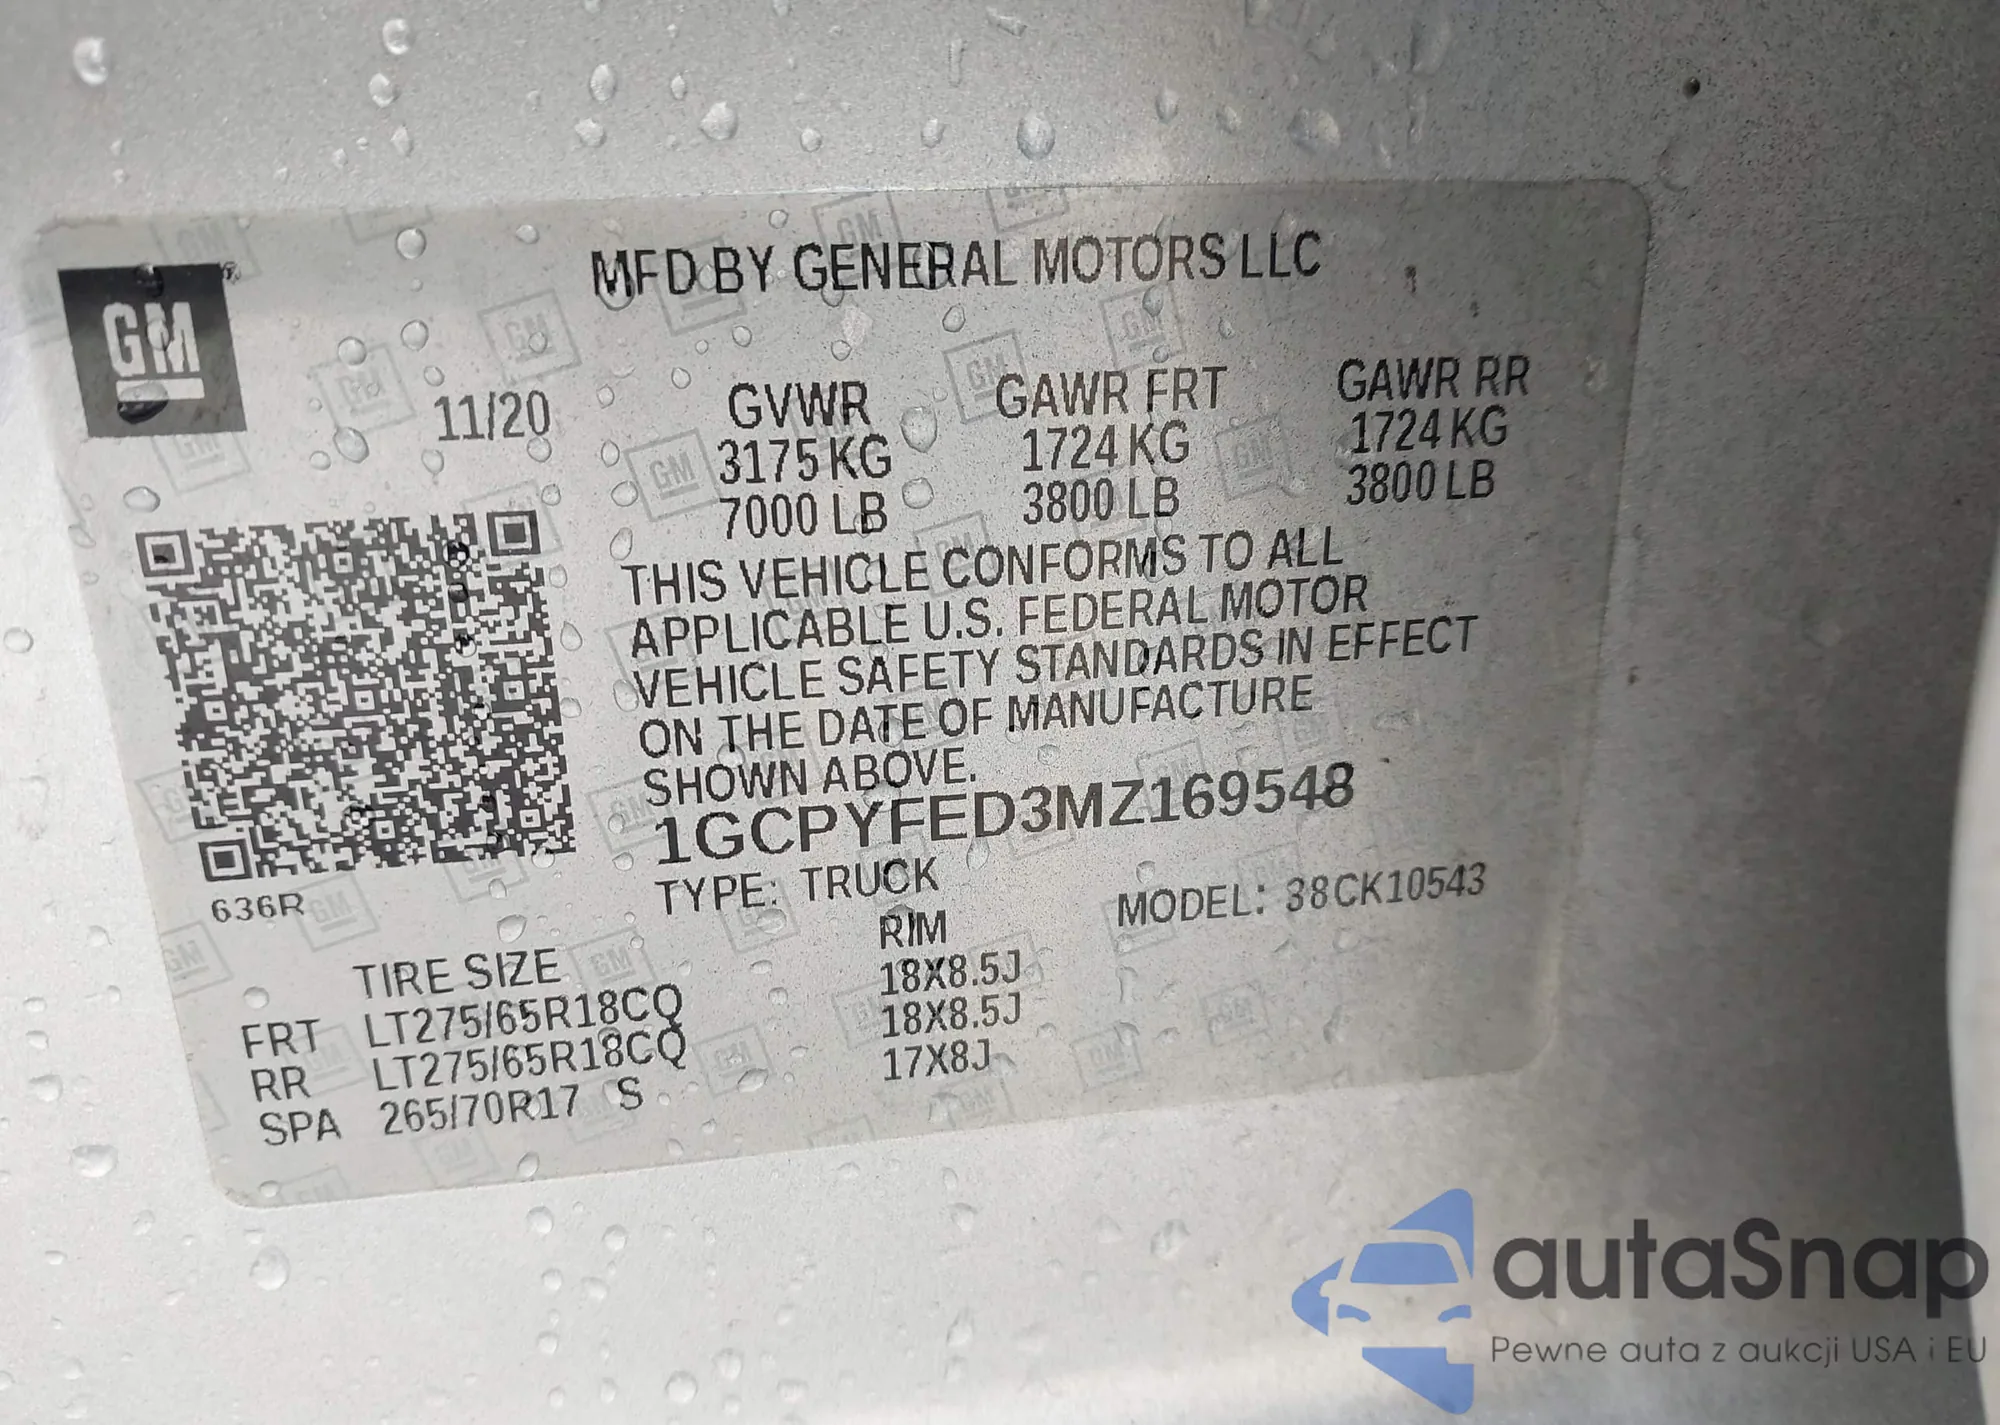 MFD BY GENERAL MOTORS LLC
GM
®
11/20
GVWR GAWR FRT GAWR RR
3175 KG 1724 KG 1724 KG
7000 LB 3800 LB 3800 LB
THIS VEHICLE CONFORMS TO ALL
APPLICABLE U.S. FEDERAL MOTOR
VEHICLE SAFETY STANDARDS IN EFFECT
ON THE DATE OF MANUFACTURE
SHOWN ABOVE.
1GCPYFED3MZ169548
TYPE: TRUCK MODEL: 38CK10543
636R
TIRE SIZE RIM
FRT LT275/65R18CQ 18X8.5J
RR LT275/65R18CQ 18X8.5J
SPA 265/70R17 S 17X8J
autaSnap
Pewne auta z aukcji USA i EU